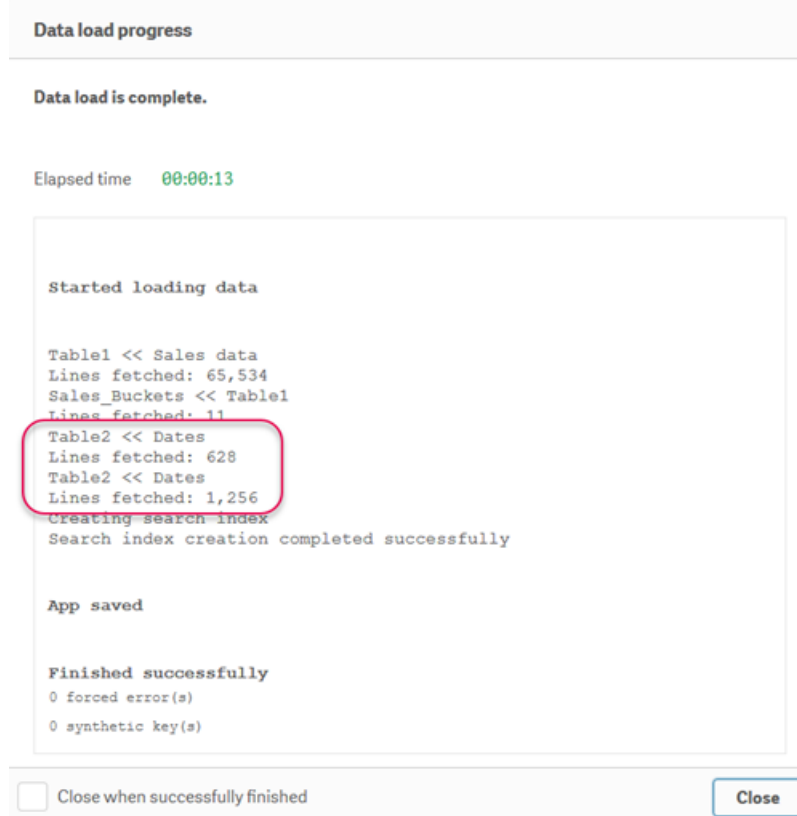 Data load progress
Data load is complete.
Elapsed time 00:00:13
Started loading data
Table1 << Sales data
Lines fetched: 65,534
Sales_Buckets << Table1
Lines fetched: 11
Table2 << Dates
Lines fetched: 628
Table2 << Dates
Lines fetched: 1,256
Creating search index
Search index creation completed successfully
App saved
Finished successfully
0 forced error(s)
0 synthetic key(s)
Close when successfully finished
Close